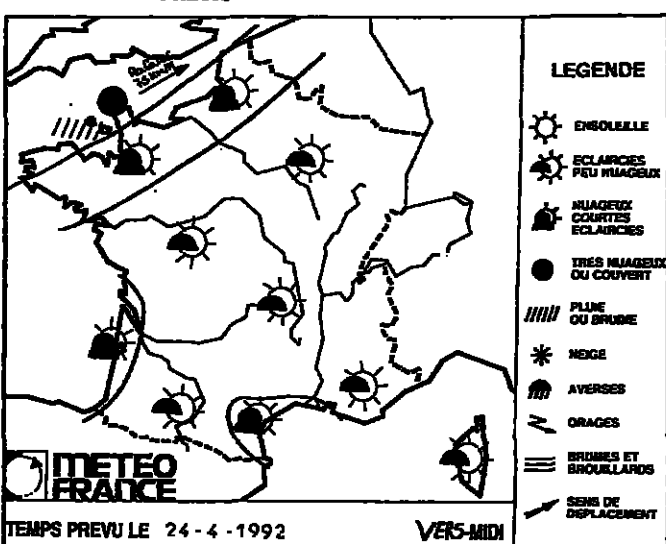 LEGENDE
ENSOLEILLE
ECLAIRCIES
PEU NUAGEUX
NUAGEUX
COURTES
ECLAIRCIES
TRES NUAGEUX
OU COUVERT
PLUIE
OU BRUINE
NEIGE
AVERSES
ORAGES
BRUMES ET
BROUILLARDS
SENS DE
DEPLACEMENT
METEO
FRANCE
TEMPS PREVU LE 24-4-1992 VERS-MIDI